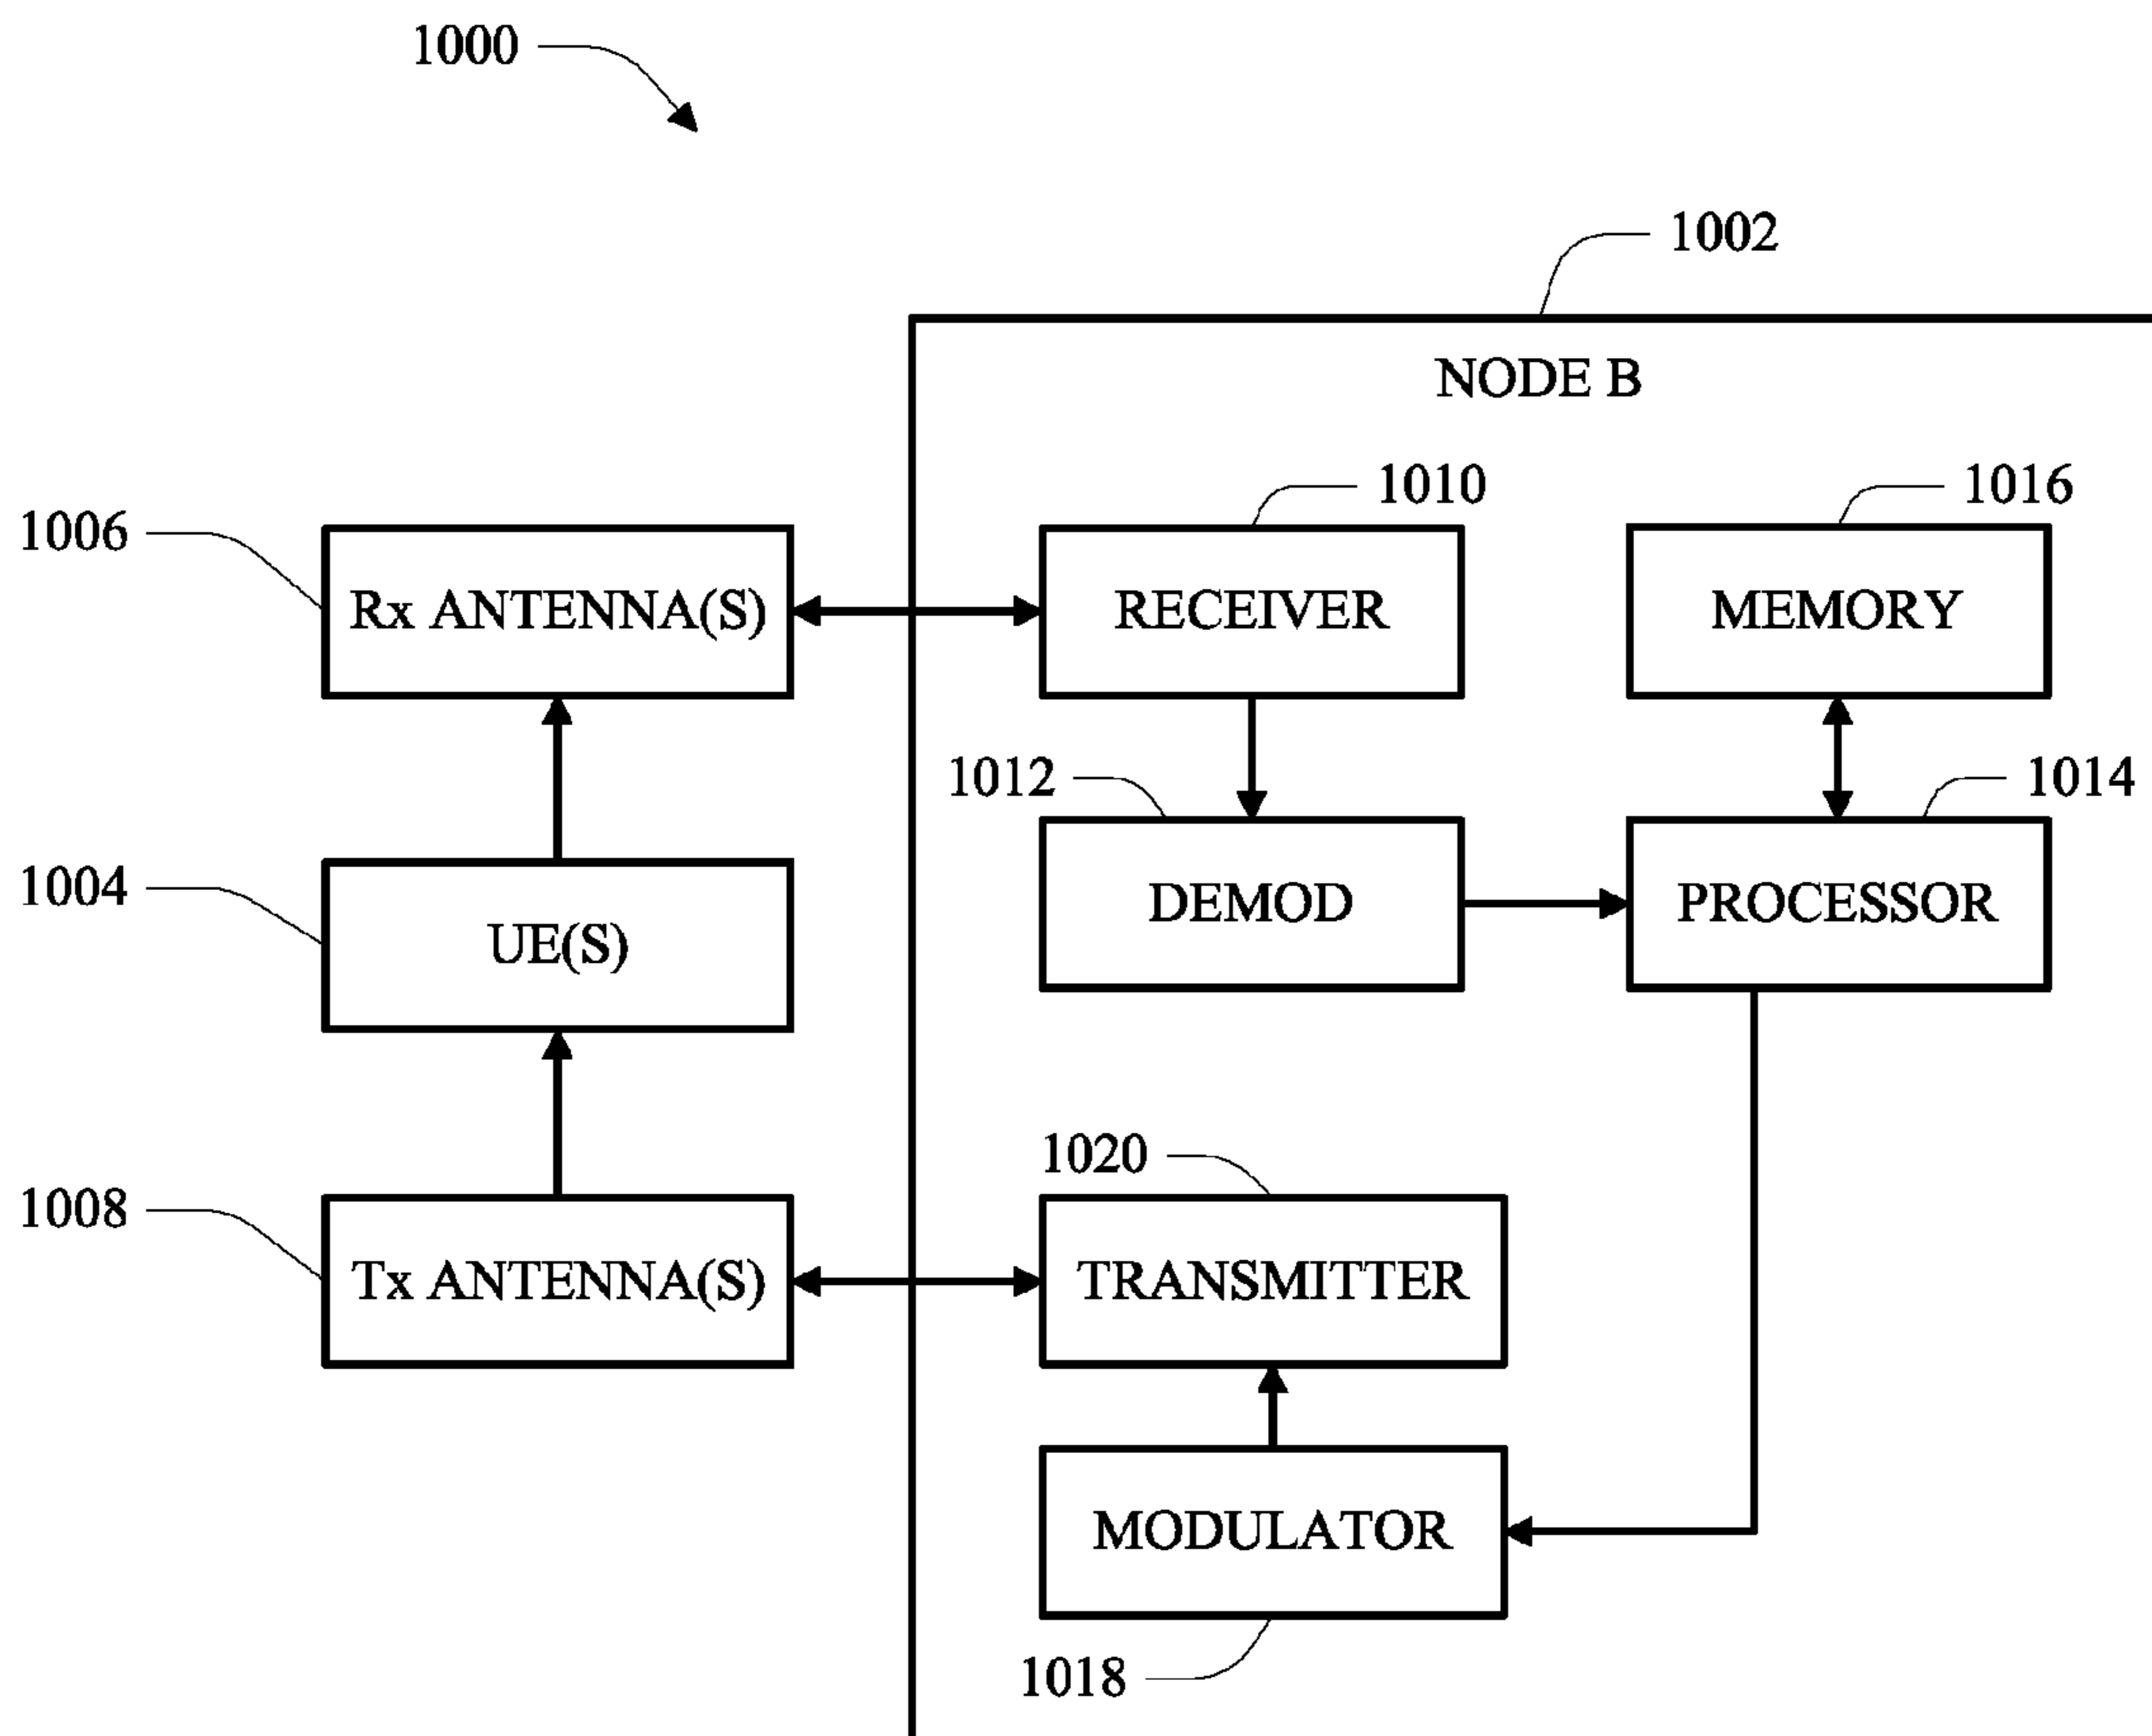 1000
1002
NODE B
1010
1016
1006
Rx ANTENNA(S)
RECEIVER
MEMORY
1012
1014
1004
UE(S)
DEMOD
PROCESSOR
1020
1008
Tx ANTENNA(S)
TRANSMITTER
MODULATOR
1018